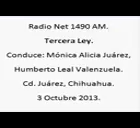 Radio Net 1490 AM.
Tercera Ley.
Conduce: Mónica Alicia Juárez,
Humberto Leal Valenzuela.
Cd. Juárez, Chihuahua.
3 Octubre 2013.